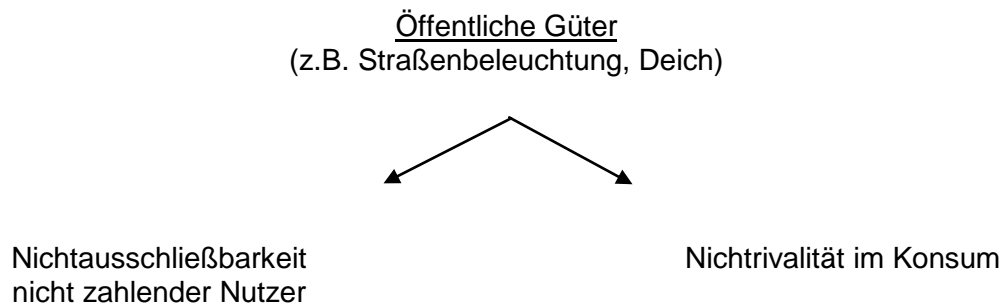 Öffentliche Güter
(z.B. Straßenbeleuchtung, Deich)
Nichtausschließbarkeit
nicht zahlender Nutzer
Nichtrivalität im Konsum